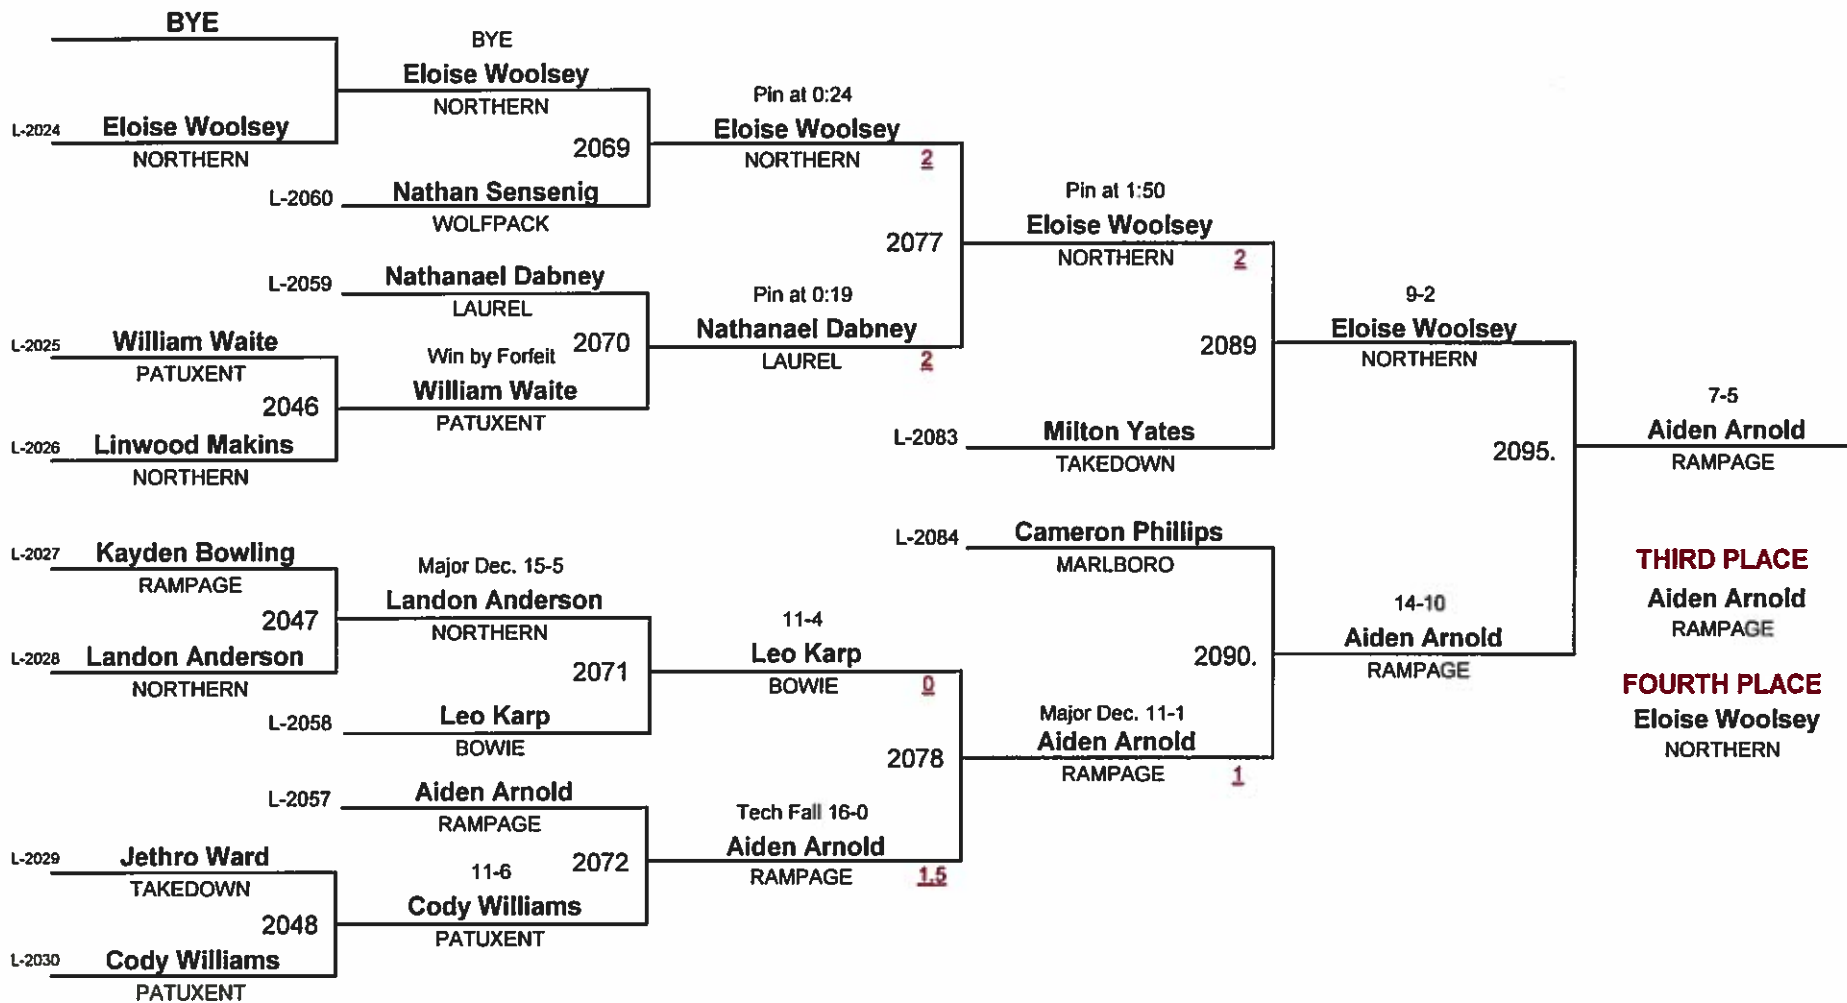 BYE
L-2024 Eloise Woolsey
NORTHERN
L-2025 William Waite
PATUXENT
2046
L-2026 Linwood Makins
NORTHERN
L-2027 Kayden Bowling
RAMPAGE
2047
L-2028 Landon Anderson
NORTHERN
L-2029 Jethro Ward
TAKEDOWN
2048
L-2030 Cody Williams
PATUXENT
BYE
Eloise Woolsey
NORTHERN
2069
L-2060 Nathan Sensenig
WOLFPACK
L-2059 Nathanael Dabney
LAUREL
2070
Win by Forfeit
William Waite
PATUXENT
Major Dec. 15-5
Landon Anderson
NORTHERN
2071
L-2058 Leo Karp
BOWIE
L-2057 Aiden Arnold
RAMPAGE
2072
11-6
Cody Williams
PATUXENT
Pin at 0:24
Eloise Woolsey
NORTHERN 2
2077
Pin at 0:19
Nathanael Dabney
LAUREL 2
11-4
Leo Karp
BOWIE 0
2078
Tech Fall 16-0
Aiden Arnold
RAMPAGE 1.5
Pin at 1:50
Eloise Woolsey
NORTHERN 2
2089
L-2083 Milton Yates
TAKEDOWN
L-2084 Cameron Phillips
MARLBORO
2090.
Major Dec. 11-1
Aiden Arnold
RAMPAGE 1
9-2
Eloise Woolsey
NORTHERN
2095.
14-10
Aiden Arnold
RAMPAGE
7-5
Aiden Arnold
RAMPAGE
THIRD PLACE
Aiden Arnold
RAMPAGE
FOURTH PLACE
Eloise Woolsey
NORTHERN